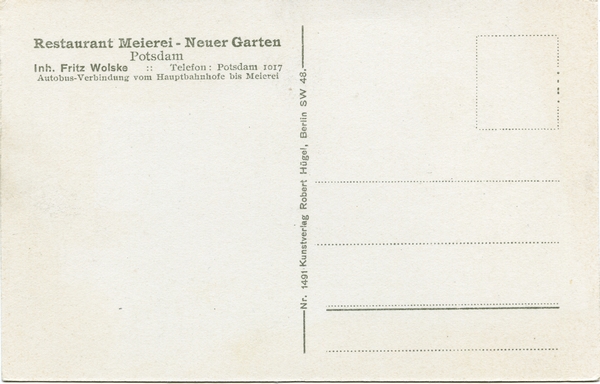 Restaurant Meierei - Neuer Garten
Potsdam
Inh. Fritz Wolske :: Telefon: Potsdam 1017
Autobus-Verbindung vom Hauptbahnhofe bis Meierei
Nr. 1491 Kunstverlag Robert Hügel, Berlin SW 48.